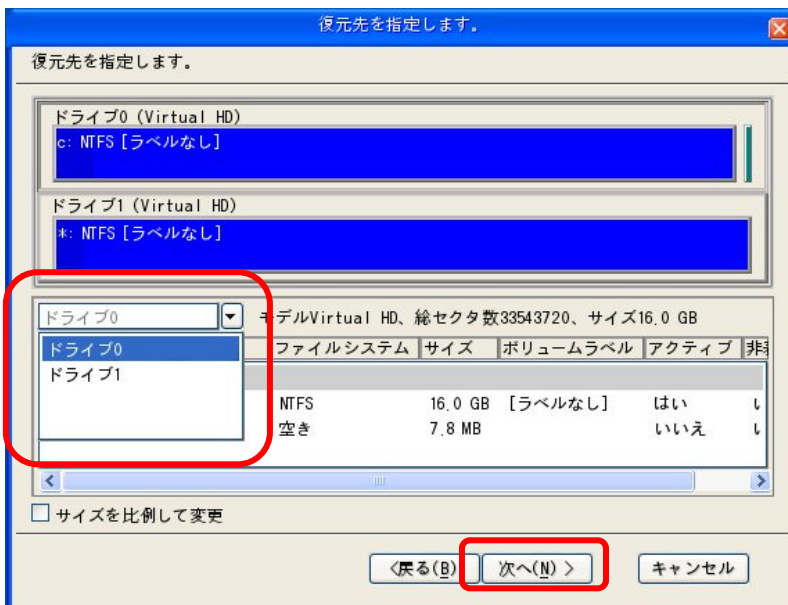 復元先を指定します。
復元先を指定します。
ドライブ0 (Virtual HD)
c: NTFS [ラベルなし]
ドライブ1 (Virtual HD)
*: NTFS [ラベルなし]
ドライブ0 モデルVirtual HD、総セクタ数33543720、サイズ16.0 GB
ドライブ0
ドライブ1
ファイルシステム サイズ ボリュームラベル アクティブ 非
NTFS 16.0 GB [ラベルなし] はい
空き 7.8 MB いいえ
サイズを比例して変更
<戻る(B) 次へ(N) > キャンセル